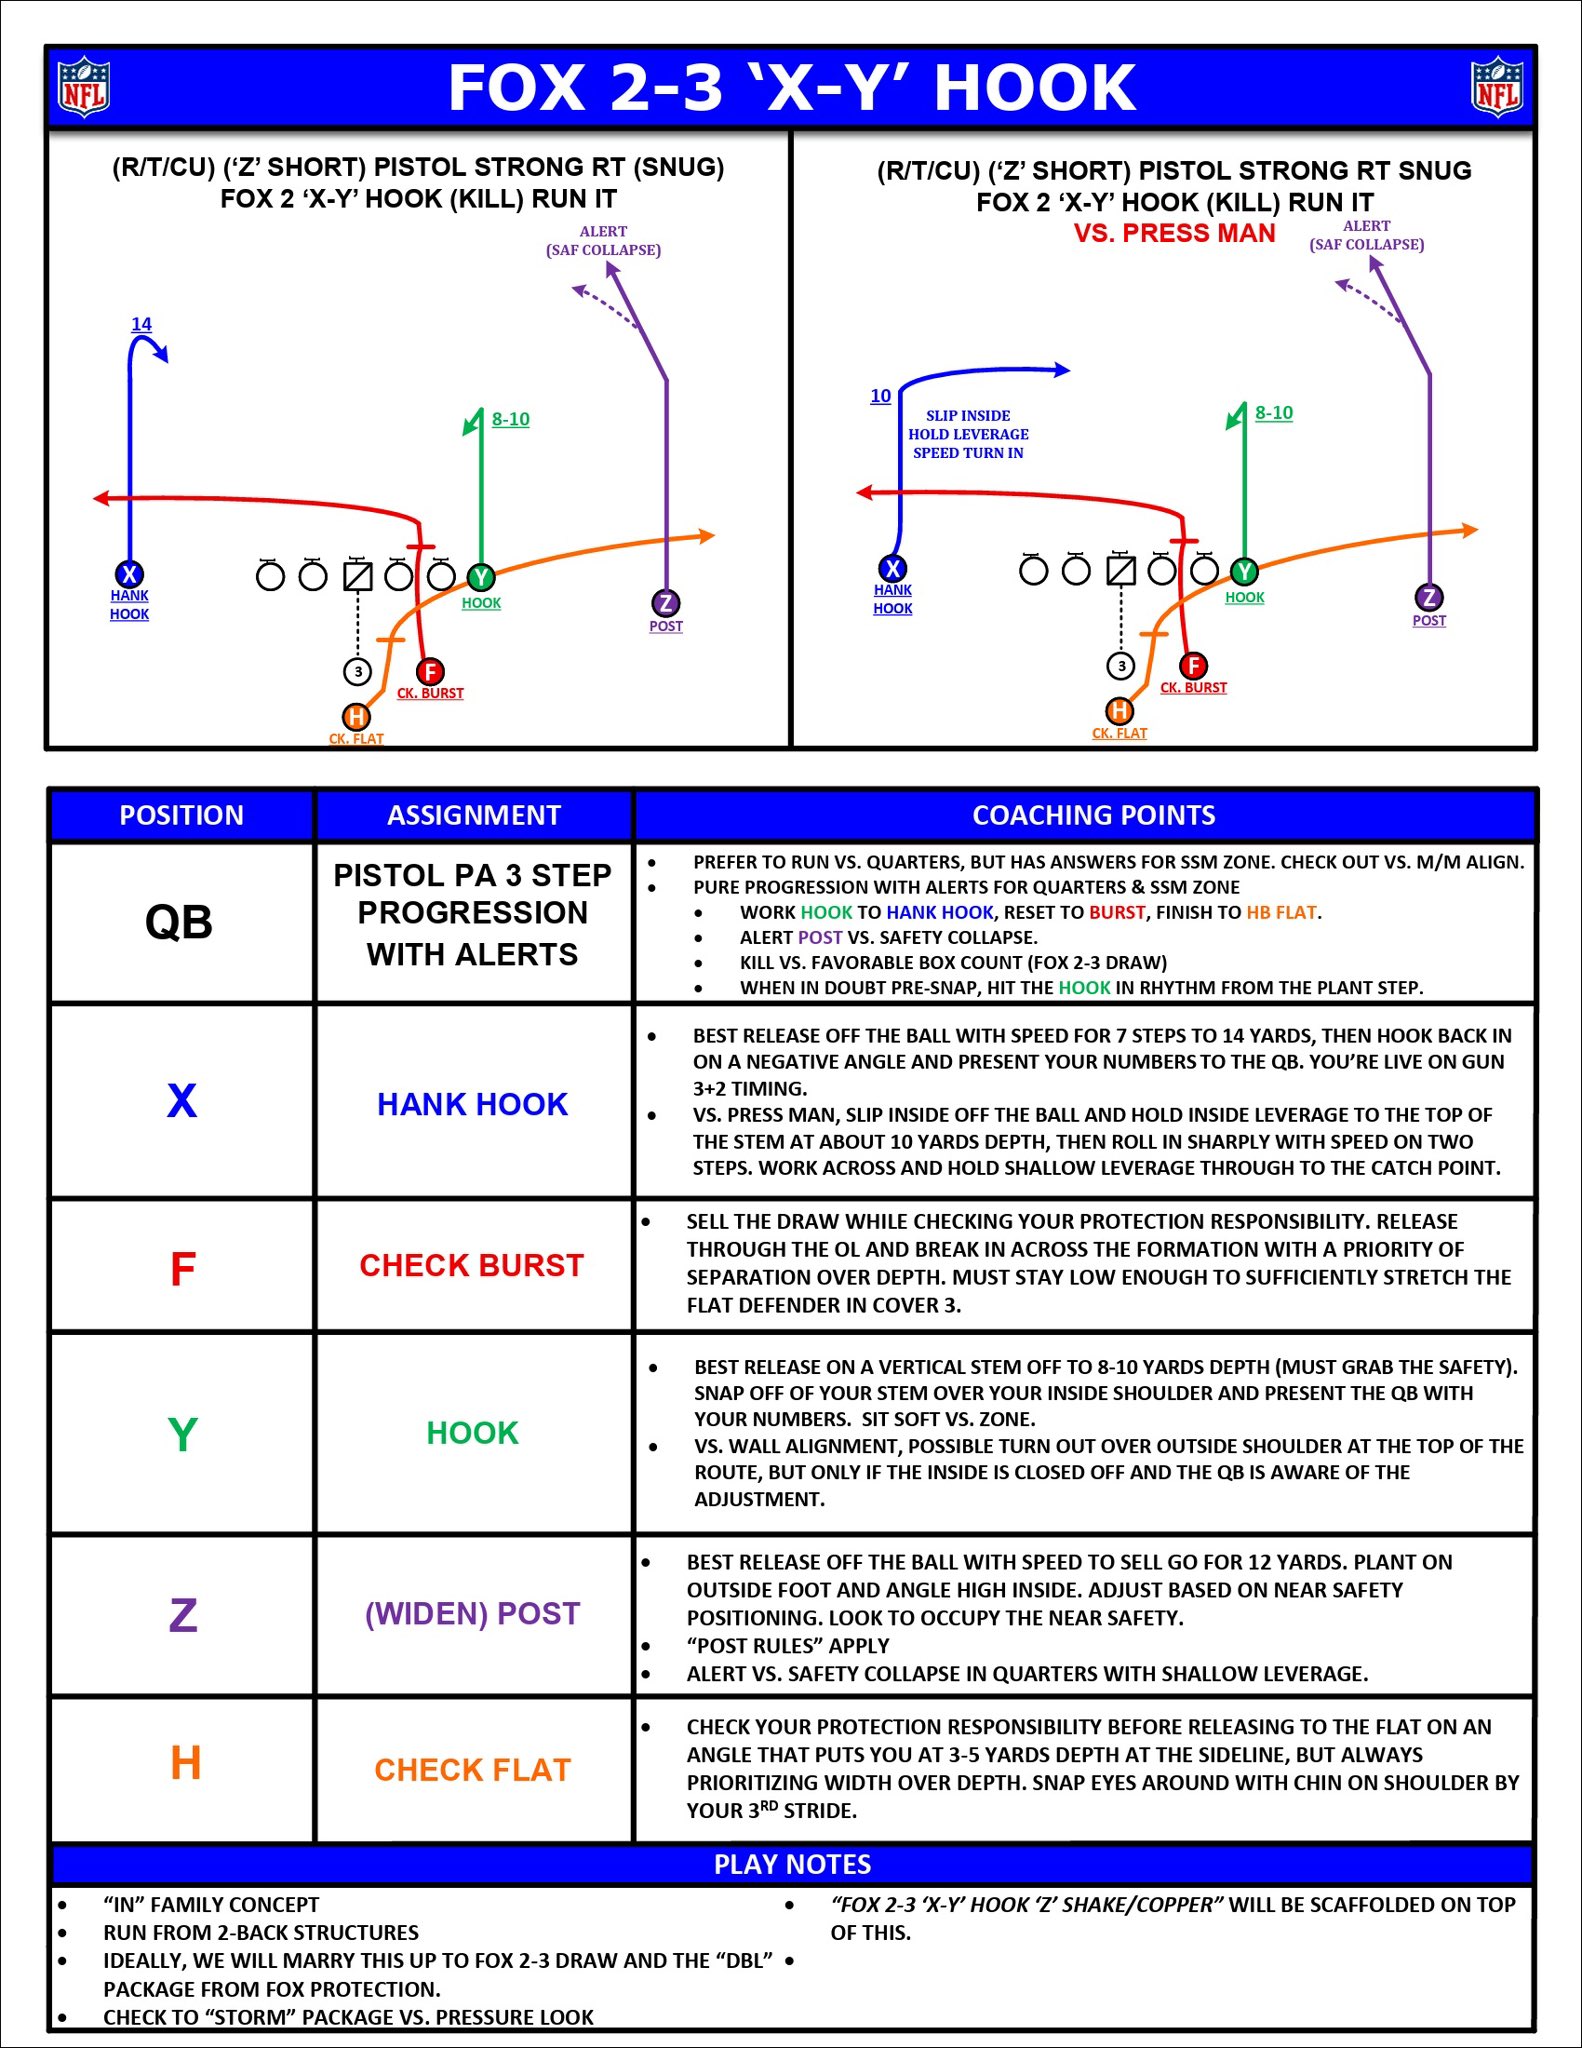 NFL
FOX 2-3 ‘X-Y’ HOOK
NFL
(R/T/CU) (‘Z’ SHORT) PISTOL STRONG RT (SNUG)
FOX 2 ‘X-Y’ HOOK (KILL) RUN IT
ALERT
(SAF COLLAPSE)
14
8-10
X
HANK
HOOK
Y
HOOK
Z
POST
3
F
CK. BURST
H
CK. FLAT
(R/T/CU) (‘Z’ SHORT) PISTOL STRONG RT SNUG
FOX 2 ‘X-Y’ HOOK (KILL) RUN IT
VS. PRESS MAN
ALERT
(SAF COLLAPSE)
10
SLIP INSIDE
HOLD LEVERAGE
SPEED TURN IN
8-10
X
HANK
HOOK
Y
HOOK
Z
POST
3
F
CK. BURST
H
CK. FLAT
POSITION
ASSIGNMENT
COACHING POINTS
QB
PISTOL PA 3 STEP
PROGRESSION
WITH ALERTS
• PREFER TO RUN VS. QUARTERS, BUT HAS ANSWERS FOR SSM ZONE. CHECK OUT VS. M/M ALIGN.
• PURE PROGRESSION WITH ALERTS FOR QUARTERS & SSM ZONE
• WORK HOOK TO HANK HOOK, RESET TO BURST, FINISH TO HB FLAT.
• ALERT POST VS. SAFETY COLLAPSE.
• KILL VS. FAVORABLE BOX COUNT (FOX 2-3 DRAW)
• WHEN IN DOUBT PRE-SNAP, HIT THE HOOK IN RHYTHM FROM THE PLANT STEP.
X
HANK HOOK
• BEST RELEASE OFF THE BALL WITH SPEED FOR 7 STEPS TO 14 YARDS, THEN HOOK BACK IN
ON A NEGATIVE ANGLE AND PRESENT YOUR NUMBERS TO THE QB. YOU’RE LIVE ON GUN
3+2 TIMING.
• VS. PRESS MAN, SLIP INSIDE OFF THE BALL AND HOLD INSIDE LEVERAGE TO THE TOP OF
THE STEM AT ABOUT 10 YARDS DEPTH, THEN ROLL IN SHARPLY WITH SPEED ON TWO
STEPS. WORK ACROSS AND HOLD SHALLOW LEVERAGE THROUGH TO THE CATCH POINT.
F
CHECK BURST
• SELL THE DRAW WHILE CHECKING YOUR PROTECTION RESPONSIBILITY. RELEASE
THROUGH THE OL AND BREAK IN ACROSS THE FORMATION WITH A PRIORITY OF
SEPARATION OVER DEPTH. MUST STAY LOW ENOUGH TO SUFFICIENTLY STRETCH THE
FLAT DEFENDER IN COVER 3.
Y
HOOK
• BEST RELEASE ON A VERTICAL STEM OFF TO 8-10 YARDS DEPTH (MUST GRAB THE SAFETY).
SNAP OFF OF YOUR STEM OVER YOUR INSIDE SHOULDER AND PRESENT THE QB WITH
YOUR NUMBERS. SIT SOFT VS. ZONE.
• VS. WALL ALIGNMENT, POSSIBLE TURN OUT OVER OUTSIDE SHOULDER AT THE TOP OF THE
ROUTE, BUT ONLY IF THE INSIDE IS CLOSED OFF AND THE QB IS AWARE OF THE
ADJUSTMENT.
Z
(WIDEN) POST
• BEST RELEASE OFF THE BALL WITH SPEED TO SELL GO FOR 12 YARDS. PLANT ON
OUTSIDE FOOT AND ANGLE HIGH INSIDE. ADJUST BASED ON NEAR SAFETY
POSITIONING. LOOK TO OCCUPY THE NEAR SAFETY.
• “POST RULES” APPLY
• ALERT VS. SAFETY COLLAPSE IN QUARTERS WITH SHALLOW LEVERAGE.
H
CHECK FLAT
• CHECK YOUR PROTECTION RESPONSIBILITY BEFORE RELEASING TO THE FLAT ON AN
ANGLE THAT PUTS YOU AT 3-5 YARDS DEPTH AT THE SIDELINE, BUT ALWAYS
PRIORITIZING WIDTH OVER DEPTH. SNAP EYES AROUND WITH CHIN ON SHOULDER BY
YOUR 3RD STRIDE.
PLAY NOTES
• “IN” FAMILY CONCEPT
• RUN FROM 2-BACK STRUCTURES
• IDEALLY, WE WILL MARRY THIS UP TO FOX 2-3 DRAW AND THE “DBL”
PACKAGE FROM FOX PROTECTION.
• CHECK TO “STORM” PACKAGE VS. PRESSURE LOOK
• “FOX 2-3 ‘X-Y’ HOOK ‘Z’ SHAKE/COPPER” WILL BE SCAFFOLDED ON TOP
OF THIS.
•